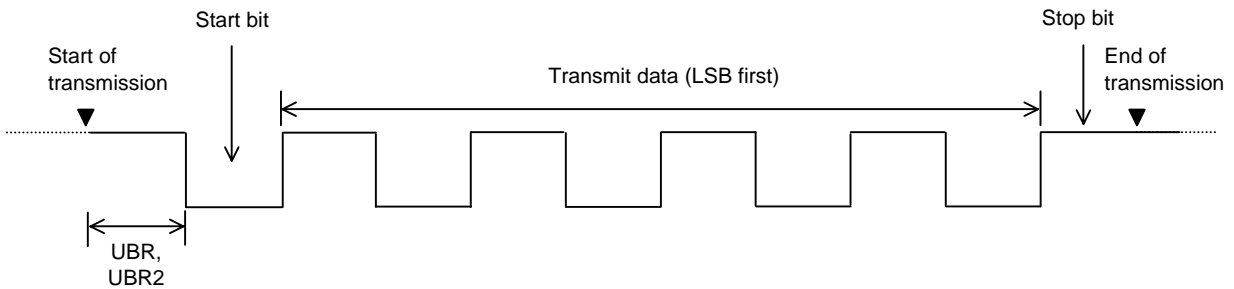 Start bit
Stop bit
Start of
transmission
End of
transmission
Transmit data (LSB first)
UBR,
UBR2